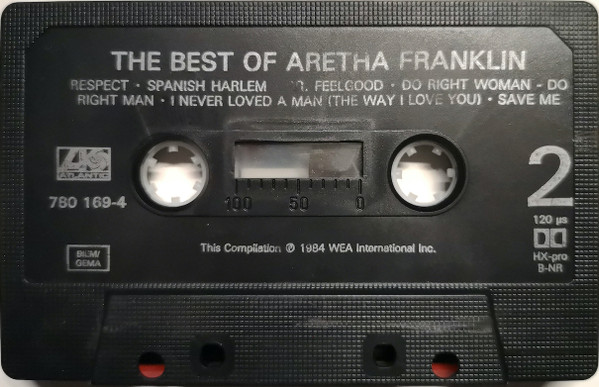 THE BEST OF ARETHA FRANKLIN
RESPECT · SPANISH HARLEM FEELGOOD · DO RIGHT WOMAN - DO
RIGHT MAN · I NEVER LOVED A MAN (THE WAY I LOVE YOU) · SAVE ME
ATLANTIC
780 169-4
100 50 0
2
120 µs
HX-pro
B-NR
BIEM/
GEMA
This Compilation ℗ 1984 WEA International Inc.